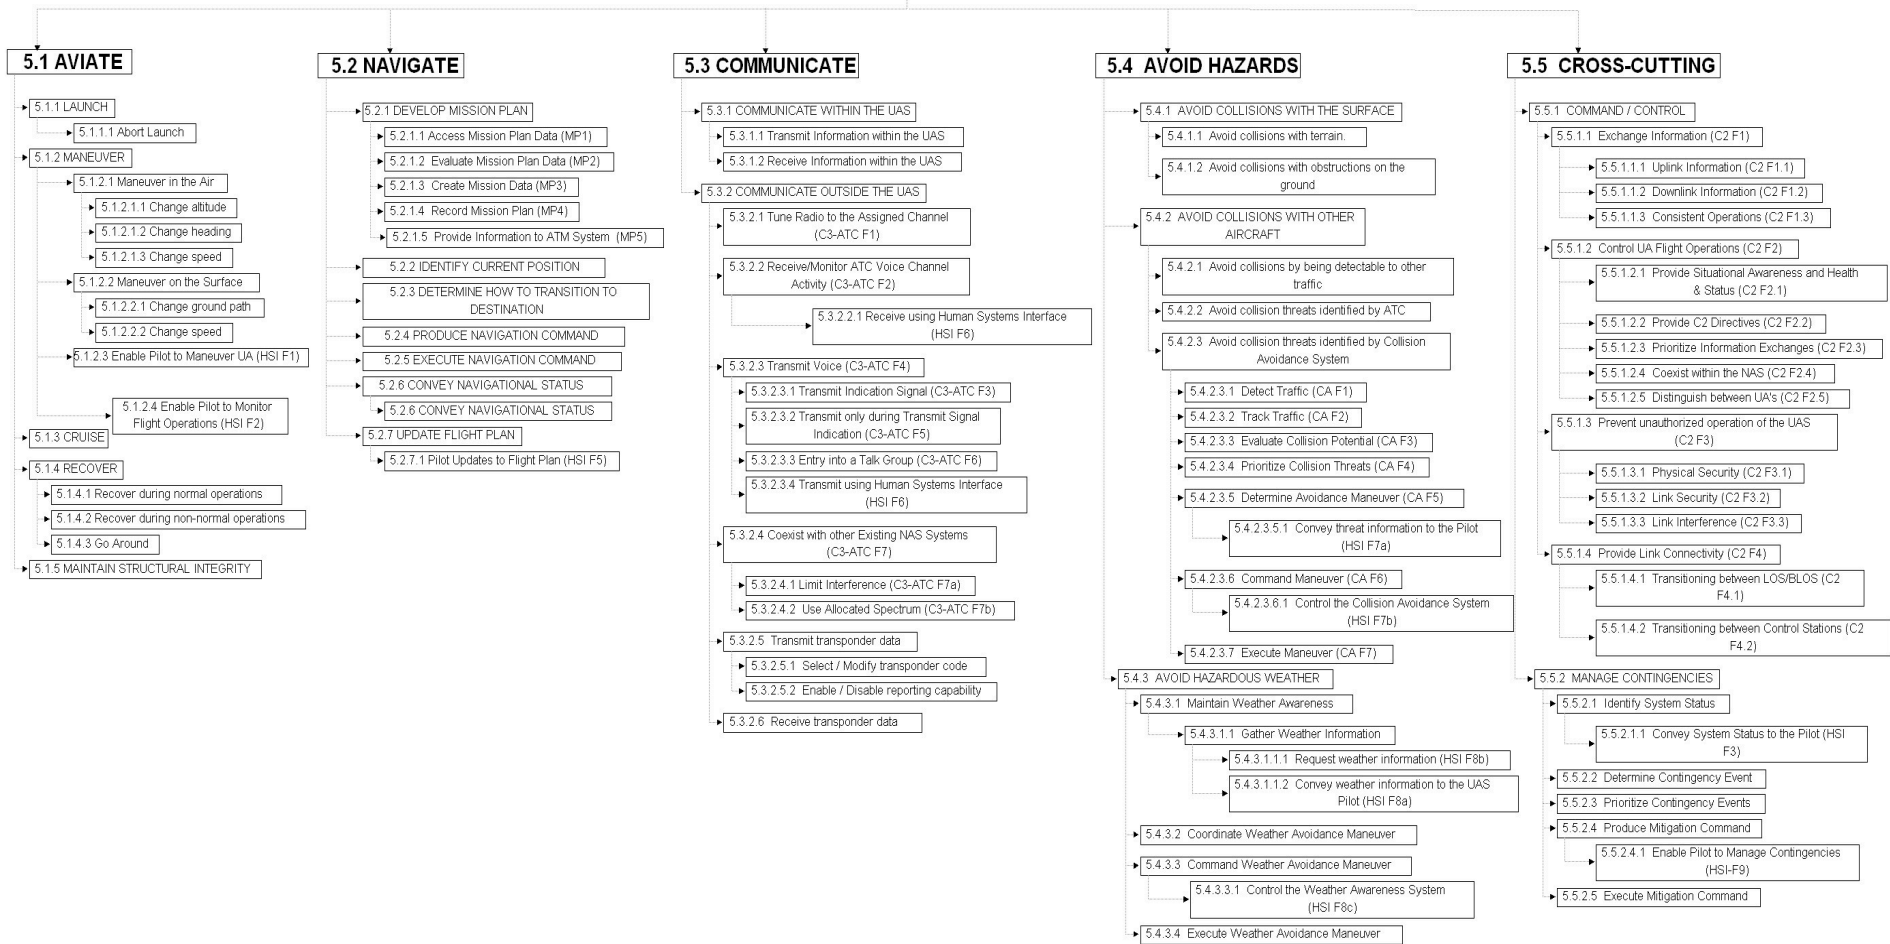 5.1 AVIATE
5.1.1 LAUNCH
5.1.1.1 Abort Launch
5.1.2 MANEUVER
5.1.2.1 Maneuver in the Air
5.1.2.1.1 Change altitude
5.1.2.1.2 Change heading
5.1.2.1.3 Change speed
5.1.2.2 Maneuver on the Surface
5.1.2.2.1 Change ground path
5.1.2.2.2 Change speed
5.1.2.3 Enable Pilot to Maneuver UA (HSI F1)
5.1.2.4 Enable Pilot to Monitor
Flight Operations (HSI F2)
5.1.3 CRUISE
5.1.4 RECOVER
5.1.4.1 Recover during normal operations
5.1.4.2 Recover during non-normal operations
5.1.4.3 Go Around
5.1.5 MAINTAIN STRUCTURAL INTEGRITY
5.2 NAVIGATE
5.2.1 DEVELOP MISSION PLAN
5.2.1.1 Access Mission Plan Data (MP1)
5.2.1.2 Evaluate Mission Plan Data (MP2)
5.2.1.3 Create Mission Data (MP3)
5.2.1.4 Record Mission Plan (MP4)
5.2.1.5 Provide Information to ATM System (MP5)
5.2.2 IDENTIFY CURRENT POSITION
5.2.3 DETERMINE HOW TO TRANSITION TO
DESTINATION
5.2.4 PRODUCE NAVIGATION COMMAND
5.2.5 EXECUTE NAVIGATION COMMAND
5.2.6 CONVEY NAVIGATIONAL STATUS
5.2.6 CONVEY NAVIGATIONAL STATUS
5.2.7 UPDATE FLIGHT PLAN
5.2.7.1 Pilot Updates to Flight Plan (HSI F5)
5.3 COMMUNICATE
5.3.1 COMMUNICATE WITHIN THE UAS
5.3.1.1 Transmit Information within the UAS
5.3.1.2 Receive Information within the UAS
5.3.2 COMMUNICATE OUTSIDE THE UAS
5.3.2.1 Tune Radio to the Assigned Channel
(C3-ATC F1)
5.3.2.2 Receive/Monitor ATC Voice Channel
Activity (C3-ATC F2)
5.3.2.2.1 Receive using Human Systems Interface
(HSI F6)
5.3.2.3 Transmit Voice (C3-ATC F4)
5.3.2.3.1 Transmit Indication Signal (C3-ATC F3)
5.3.2.3.2 Transmit only during Transmit Signal
Indication (C3-ATC F5)
5.3.2.3.3 Entry into a Talk Group (C3-ATC F6)
5.3.2.3.4 Transmit using Human Systems Interface
(HSI F6)
5.3.2.4 Coexist with other Existing NAS Systems
(C3-ATC F7)
5.3.2.4.1 Limit Interference (C3-ATC F7a)
5.3.2.4.2 Use Allocated Spectrum (C3-ATC F7b)
5.3.2.5 Transmit transponder data
5.3.2.5.1 Select / Modify transponder code
5.3.2.5.2 Enable / Disable reporting capability
5.3.2.6 Receive transponder data
5.4 AVOID HAZARDS
5.4.1 AVOID COLLISIONS WITH THE SURFACE
5.4.1.1 Avoid collisions with terrain.
5.4.1.2 Avoid collisions with obstructions on the
ground
5.4.2 AVOID COLLISIONS WITH OTHER
AIRCRAFT
5.4.2.1 Avoid collisions by being detectable to other
traffic
5.4.2.2 Avoid collision threats identified by ATC
5.4.2.3 Avoid collision threats identified by Collision
Avoidance System
5.4.2.3.1 Detect Traffic (CA F1)
5.4.2.3.2 Track Traffic (CA F2)
5.4.2.3.3 Evaluate Collision Potential (CA F3)
5.4.2.3.4 Prioritize Collision Threats (CA F4)
5.4.2.3.5 Determine Avoidance Maneuver (CA F5)
5.4.2.3.5.1 Convey threat information to the Pilot
(HSI F7a)
5.4.2.3.6 Command Maneuver (CA F6)
5.4.2.3.6.1 Control the Collision Avoidance System
(HSI F7b)
5.4.2.3.7 Execute Maneuver (CA F7)
5.4.3 AVOID HAZARDOUS WEATHER
5.4.3.1 Maintain Weather Awareness
5.4.3.1.1 Gather Weather Information
5.4.3.1.1.1 Request weather information (HSI F8b)
5.4.3.1.1.2 Convey weather information to the UAS
Pilot (HSI F8a)
5.4.3.2 Coordinate Weather Avoidance Maneuver
5.4.3.3 Command Weather Avoidance Maneuver
5.4.3.3.1 Control the Weather Awareness System
(HSI F8c)
5.4.3.4 Execute Weather Avoidance Maneuver
5.5 CROSS-CUTTING
5.5.1 COMMAND / CONTROL
5.5.1.1 Exchange Information (C2 F1)
5.5.1.1.1 Uplink Information (C2 F1.1)
5.5.1.1.2 Downlink Information (C2 F1.2)
5.5.1.1.3 Consistent Operations (C2 F1.3)
5.5.1.2 Control UA Flight Operations (C2 F2)
5.5.1.2.1 Provide Situational Awareness and Health
& Status (C2 F2.1)
5.5.1.2.2 Provide C2 Directives (C2 F2.2)
5.5.1.2.3 Prioritize Information Exchanges (C2 F2.3)
5.5.1.2.4 Coexist within the NAS (C2 F2.4)
5.5.1.2.5 Distinguish between UA's (C2 F2.5)
5.5.1.3 Prevent unauthorized operation of the UAS
(C2 F3)
5.5.1.3.1 Physical Security (C2 F3.1)
5.5.1.3.2 Link Security (C2 F3.2)
5.5.1.3.3 Link Interference (C2 F3.3)
5.5.1.4 Provide Link Connectivity (C2 F4)
5.5.1.4.1 Transitioning between LOS/BLOS (C2
F4.1)
5.5.1.4.2 Transitioning between Control Stations (C2
F4.2)
5.5.2 MANAGE CONTINGENCIES
5.5.2.1 Identify System Status
5.5.2.1.1 Convey System Status to the Pilot (HSI
F3)
5.5.2.2 Determine Contingency Event
5.5.2.3 Prioritize Contingency Events
5.5.2.4 Produce Mitigation Command
5.5.2.4.1 Enable Pilot to Manage Contingencies
(HSI-F9)
5.5.2.5 Execute Mitigation Command